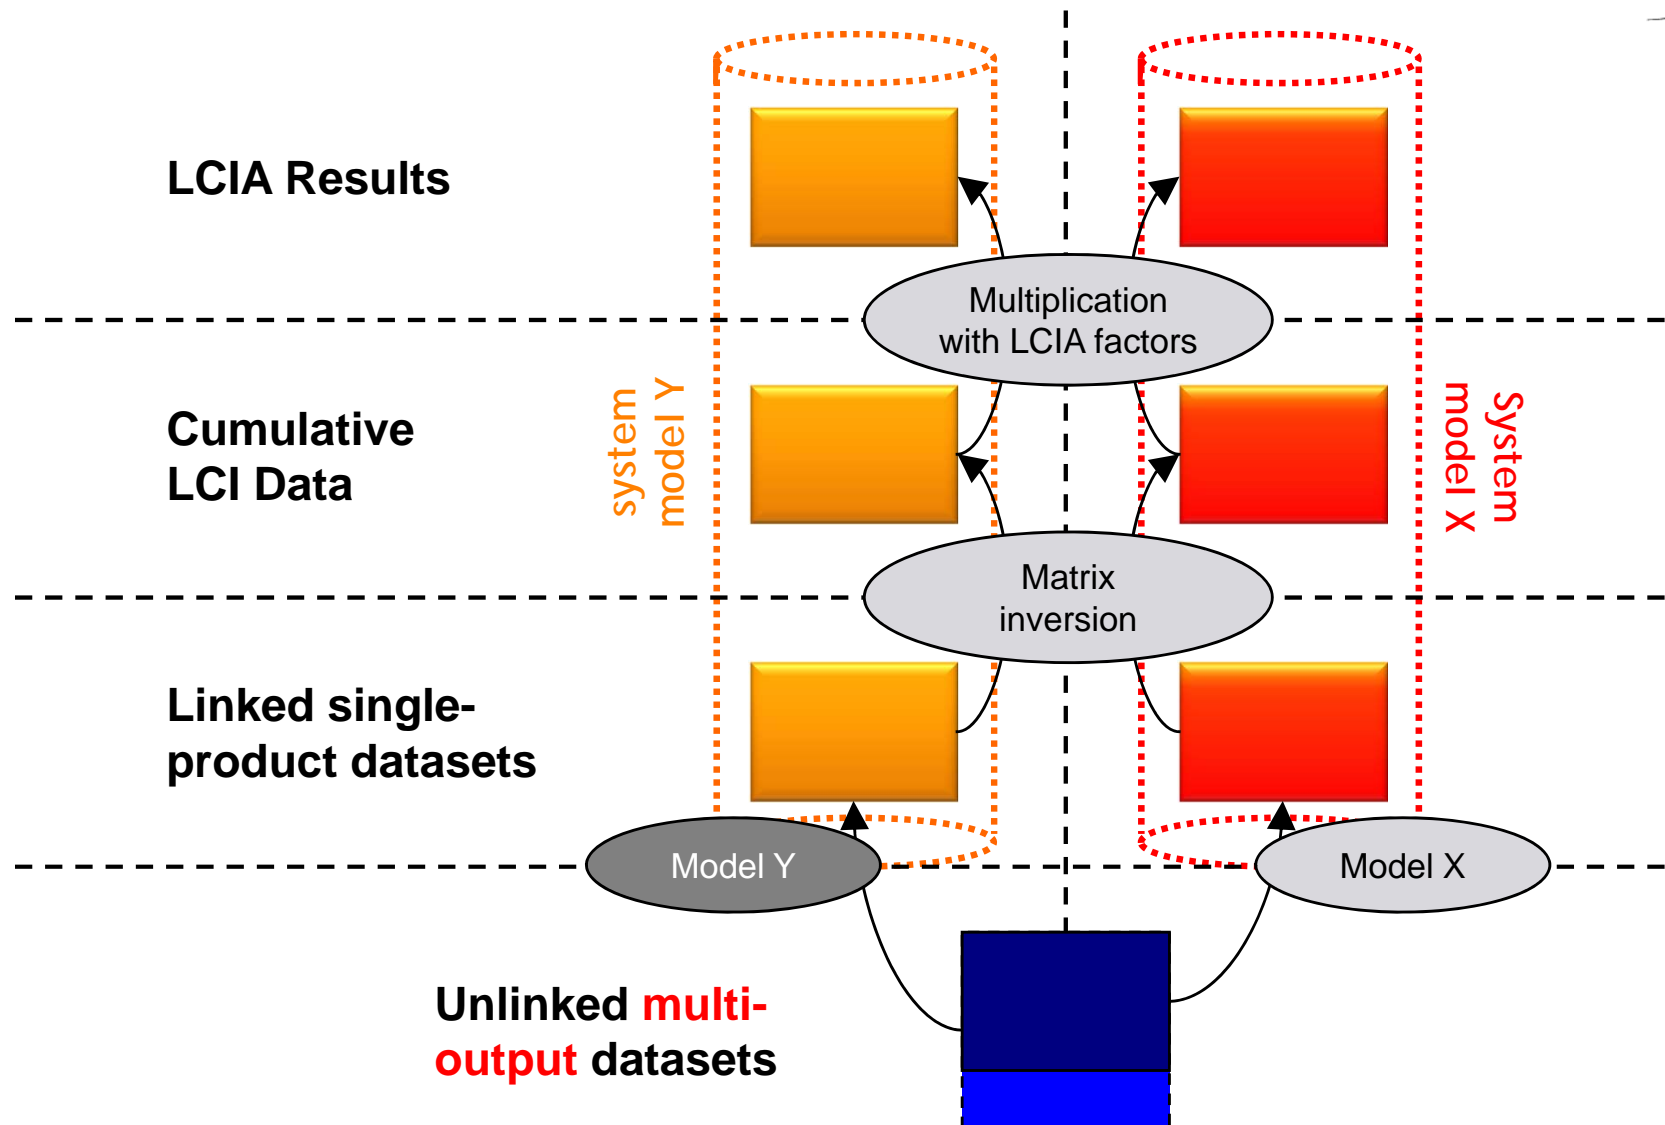 LCIA Results
Multiplication
with LCIA factors
Cumulative
LCI Data
system
model Y
System
model X
Matrix
inversion
Linked single-
product datasets
Model Y
Model X
Unlinked multi-
output datasets